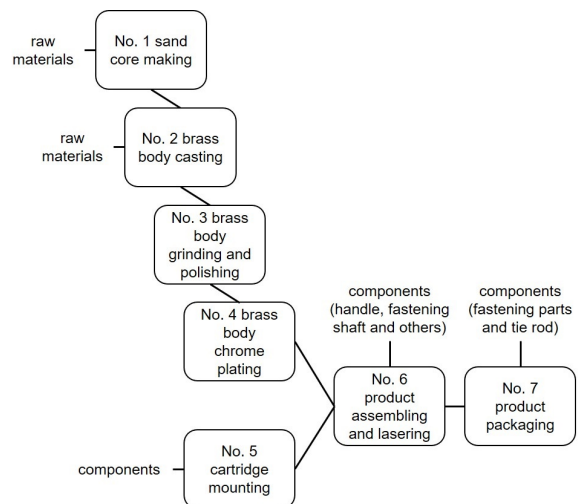 raw
materials
No. 1 sand
core making
raw
materials
No. 2 brass
body casting
No. 3 brass
body
grinding and
polishing
No. 4 brass
body
chrome
plating
components
(handle, fastening
shaft and others)
components
(fastening parts
and tie rod)
No. 6
product
assembling
and lasering
No. 7
product
packaging
components
No. 5
cartridge
mounting